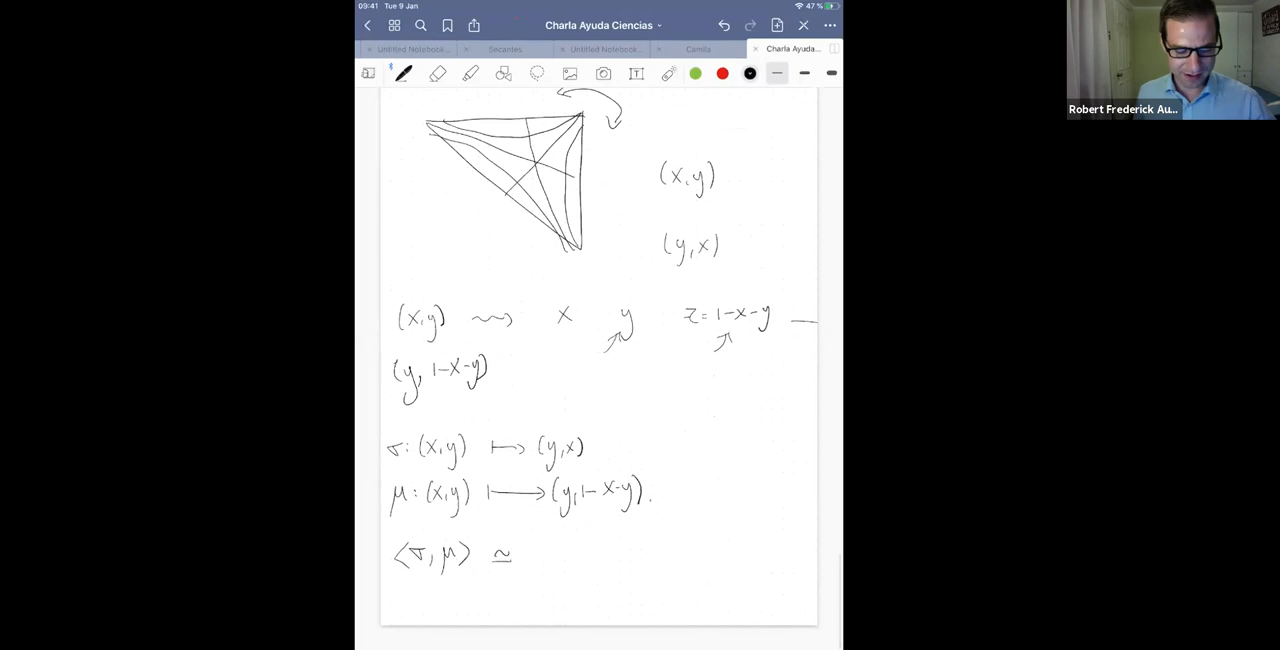 09:41 Tue 9 Jan
47 %
Charla Ayuda Ciencias
Untitled Notebook...
Secantes
Untitled Notebook...
Camila
Charla Ayuda...
Robert Frederick Au...
(x,y)
(y,x)
(x,y) ⇝ x y z=1-x-y —
(y, 1-x-y)
σ: (x,y) ↦ (y,x)
μ: (x,y) ⟼ (y,1-x-y).
⟨σ,μ⟩ ≃